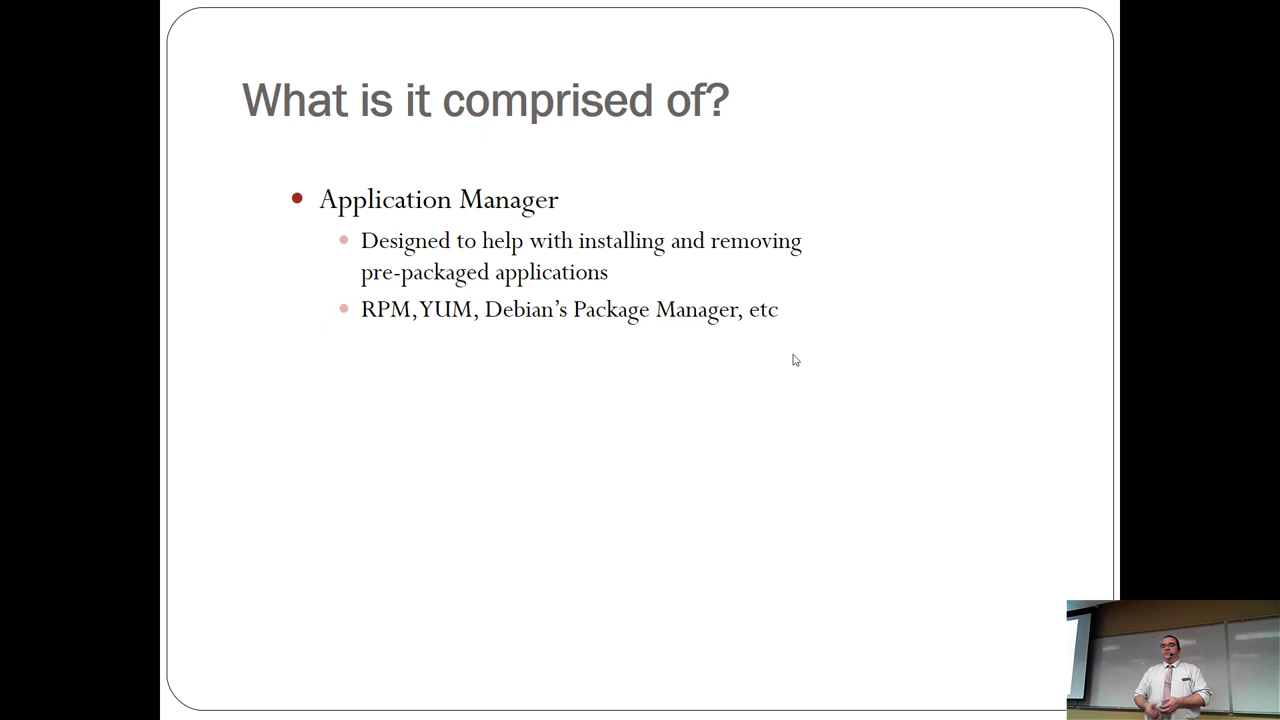 What is it comprised of?
Application Manager
Designed to help with installing and removing
pre-packaged applications
RPM, YUM, Debian’s Package Manager, etc